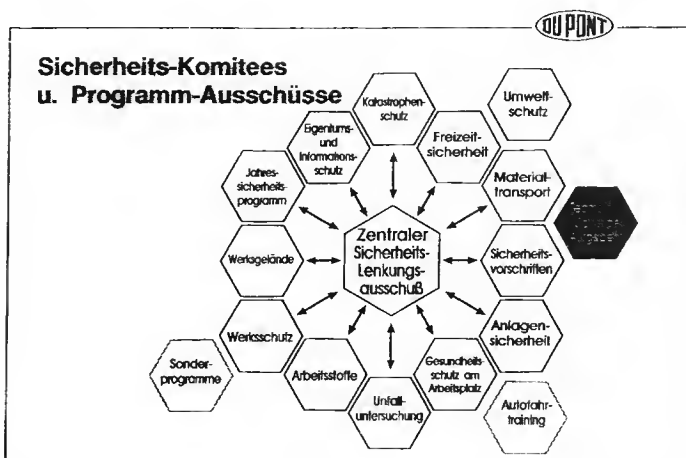 DU PONT
Sicherheits-Komitees
u. Programm-Ausschüsse
Katastrophen-
schutz
Umwelt-
schutz
Eigentums-
und
Informations-
schutz
Freizeit-
sicherheit
Jahres-
sicherheits-
programm
Material-
transport
Zentraler
Sicherheits-
Lenkungs-
ausschuß
Werksgelände
Sicherheits-
vorschriften
Werksschutz
Anlagen-
sicherheit
Sonder-
programme
Arbeitsstoffe
Unfall-
untersuchung
Gesundheits-
schutz am
Arbeitsplatz
Autofahr-
training